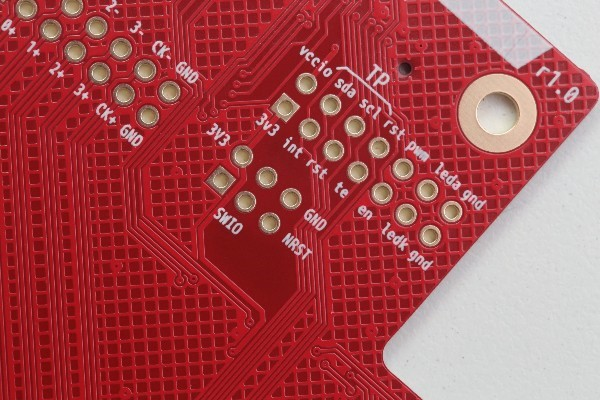 2- 3- CK- GND
0+ 1+ 2+ 3+ CK+ GND
TP
r1.0
vccio sda scl rst pwm leda gnd
3v3 int rst te en ledk gnd
3V3
GND
SWIO
NRST